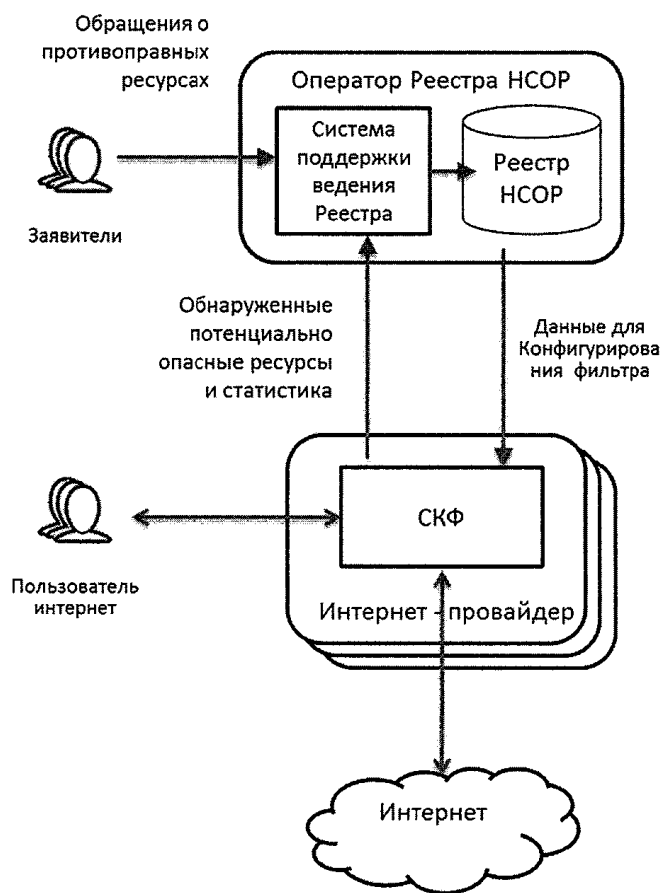 Обращения о
противоправных
ресурсах
Оператор Реестра НСОР
Система
поддержки
ведения
Реестра
Реестр
НСОР
Заявители
Обнаруженные
потенциально
опасные ресурсы
и статистика
Данные для
Конфигурирова
ния фильтра
СКФ
Пользователь
интернет
Интернет - провайдер
Интернет